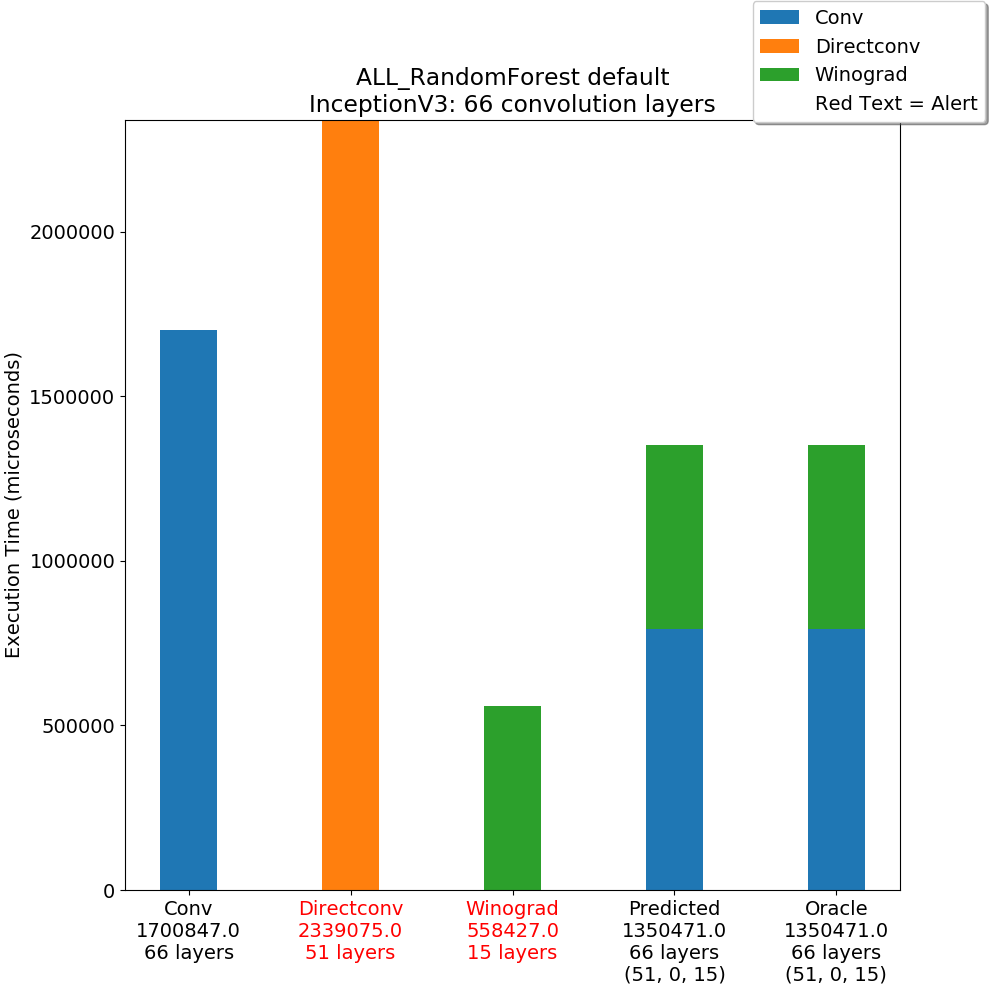 Conv
Directconv
Winograd
Red Text = Alert
ALL_RandomForest default
InceptionV3: 66 convolution layers
Execution Time (microseconds)
2000000
1500000
1000000
500000
0
Conv
1700847.0
66 layers
Directconv
2339075.0
51 layers
Winograd
558427.0
15 layers
Predicted
1350471.0
66 layers
(51, 0, 15)
Oracle
1350471.0
66 layers
(51, 0, 15)